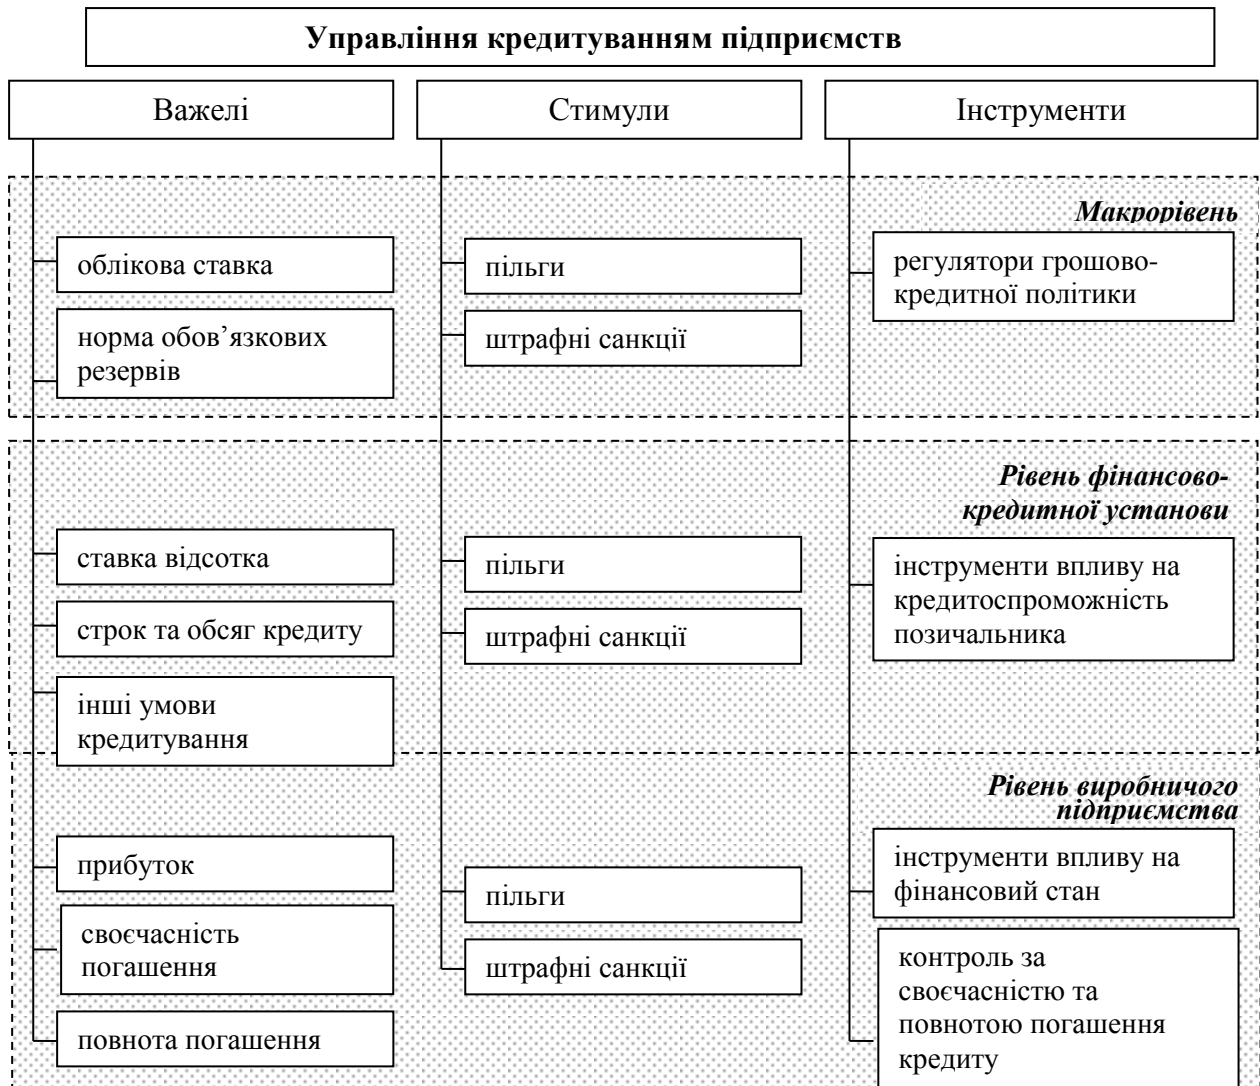 Управління кредитуванням підприємств
Важелі
Стимули
Інструменти
Макрорівень
облікова ставка
норма обов’язкових
резервів
пільги
штрафні санкції
регулятори грошово-
кредитної політики
Рівень фінансово-
кредитної установи
ставка відсотка
строк та обсяг кредиту
інші умови
кредитування
пільги
штрафні санкції
інструменти впливу на
кредитоспроможність
позичальника
Рівень виробничого
підприємства
прибуток
своєчасність
погашення
повнота погашення
пільги
штрафні санкції
інструменти впливу на
фінансовий стан
контроль за
своєчасністю та
повнотою погашення
кредиту